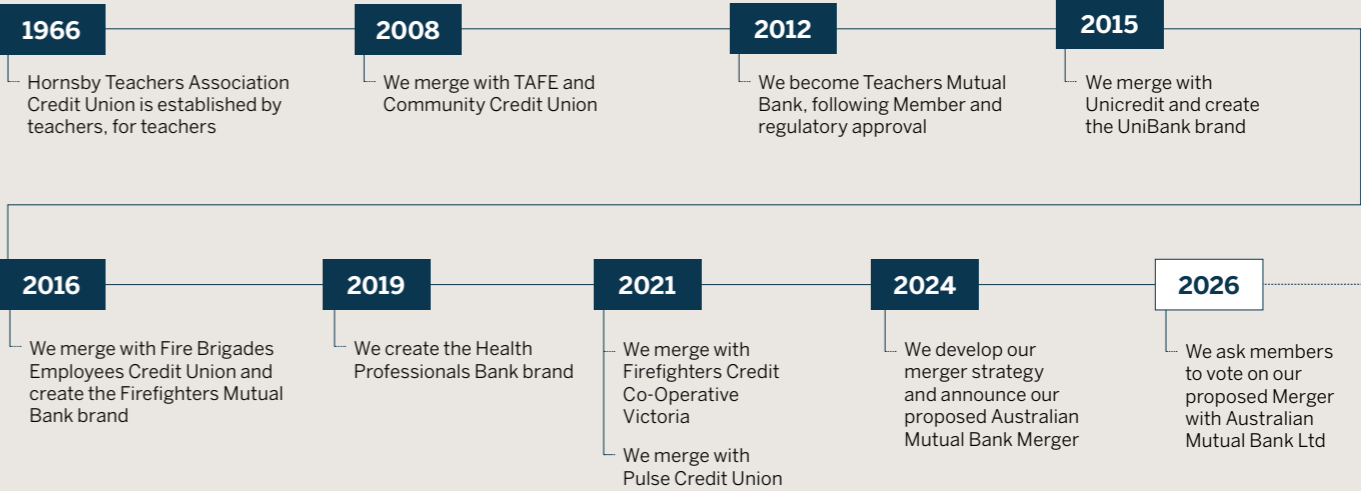 1966
Hornsby Teachers Association
Credit Union is established by
teachers, for teachers
2008
We merge with TAFE and
Community Credit Union
2012
We become Teachers Mutual
Bank, following Member and
regulatory approval
2015
We merge with
Unicredit and create
the UniBank brand
2016
We merge with Fire Brigades
Employees Credit Union and
create the Firefighters Mutual
Bank brand
2019
We create the Health
Professionals Bank brand
2021
We merge with
Firefighters Credit
Co-Operative
Victoria
We merge with
Pulse Credit Union
2024
We develop our
merger strategy
and announce our
proposed Australian
Mutual Bank Merger
2026
We ask members
to vote on our
proposed Merger
with Australian
Mutual Bank Ltd